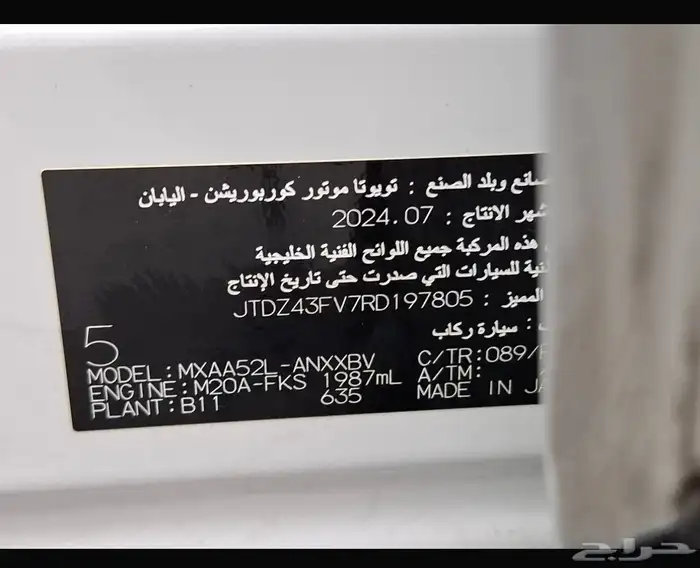 صانع وبلد الصنع : تويوتا موتور كوربوريشن - اليابان
شهر الانتاج : 2024.07
هذه المركبة جميع اللوائح الفنية الخليجية
للسيارات التي صدرت حتى تاريخ الإنتاج
المميز : JTDZ43FV7RD197805
: سيارة ركاب
5
MODEL:MXAA52L-ANXXBV C/TR:089/
ENGINE:M20A-FKS 1987mL A/TM:
PLANT:B11 635 MADE IN JA
حراج